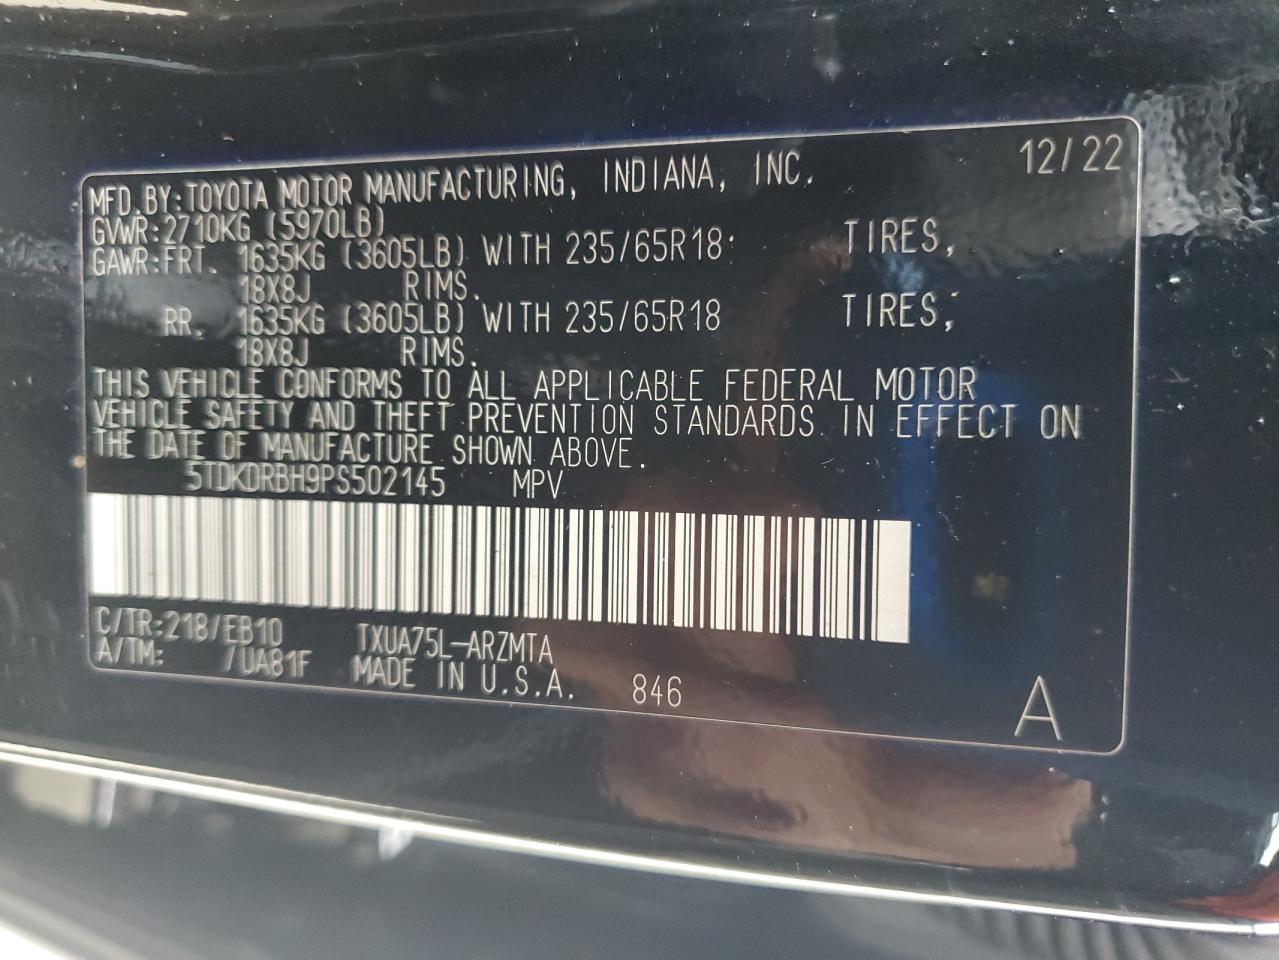 12/22
MFD.BY:TOYOTA MOTOR MANUFACTURING, INDIANA, INC.
GVWR:2710KG (5970LB)
GAWR:FRT. 1635KG (3605LB) WITH 235/65R18 TIRES,
18X8J RIMS.
RR. 1635KG (3605LB) WITH 235/65R18 TIRES,
18X8J RIMS.
THIS VEHICLE CONFORMS TO ALL APPLICABLE FEDERAL MOTOR
VEHICLE SAFETY AND THEFT PREVENTION STANDARDS IN EFFECT ON
THE DATE OF MANUFACTURE SHOWN ABOVE.
5TDKDRBH9PS502145 MPV
C/TR:218/EB10 TXUA75L-ARZMTA
A/TM: /UA81F MADE IN U.S.A. 846
A